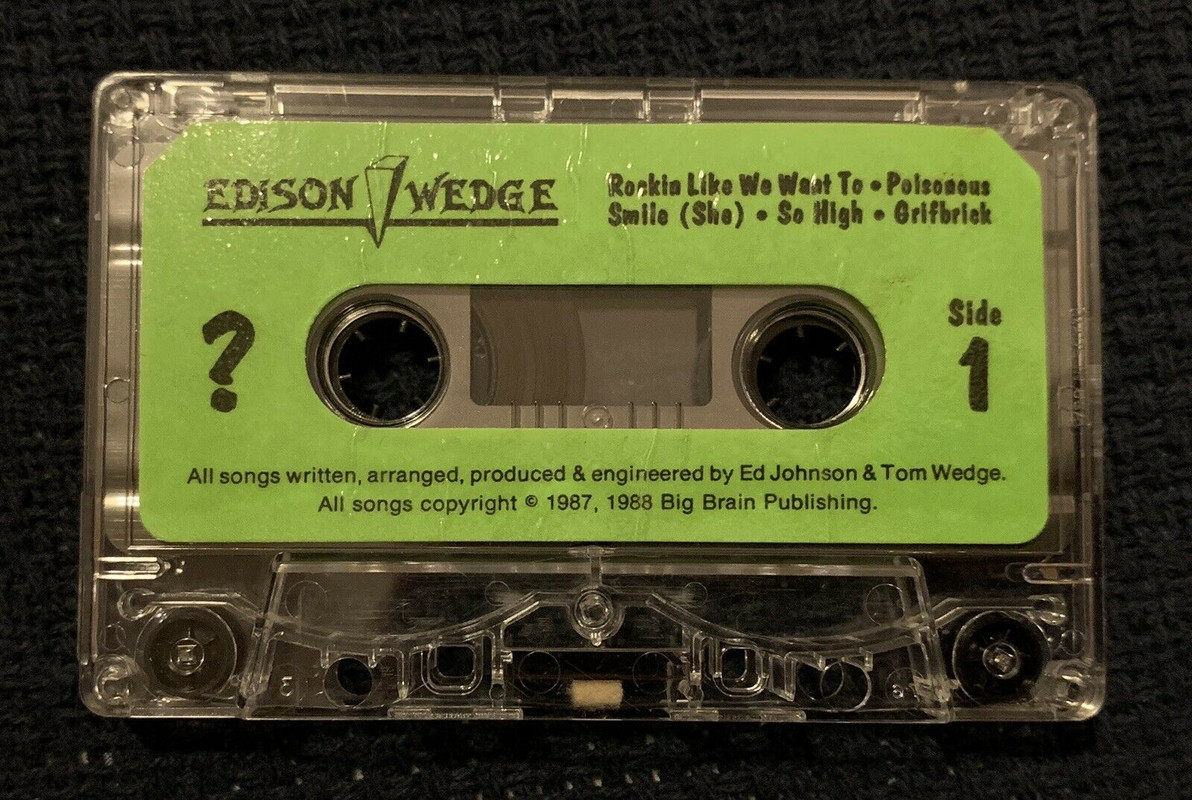 EDISON WEDGE
Rockin Like We Want To • Poisonous
Smile (She) • So High • Grifbrick
?
Side
1
All songs written, arranged, produced & engineered by Ed Johnson & Tom Wedge.
All songs copyright © 1987, 1988 Big Brain Publishing.